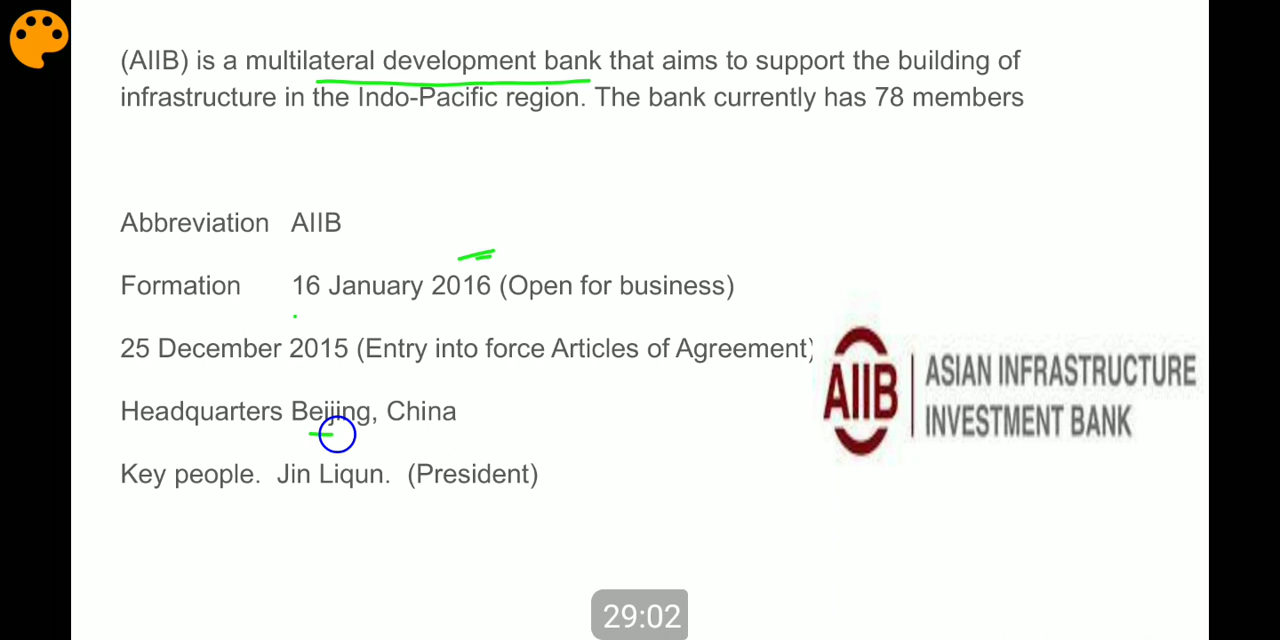 (AIIB) is a multilateral development bank that aims to support the building of
infrastructure in the Indo-Pacific region. The bank currently has 78 members
Abbreviation AIIB
Formation 16 January 2016 (Open for business)
25 December 2015 (Entry into force Articles of Agreement)
Headquarters Beijing, China
Key people. Jin Liqun. (President)
AIIB
ASIAN INFRASTRUCTURE
INVESTMENT BANK
29:02